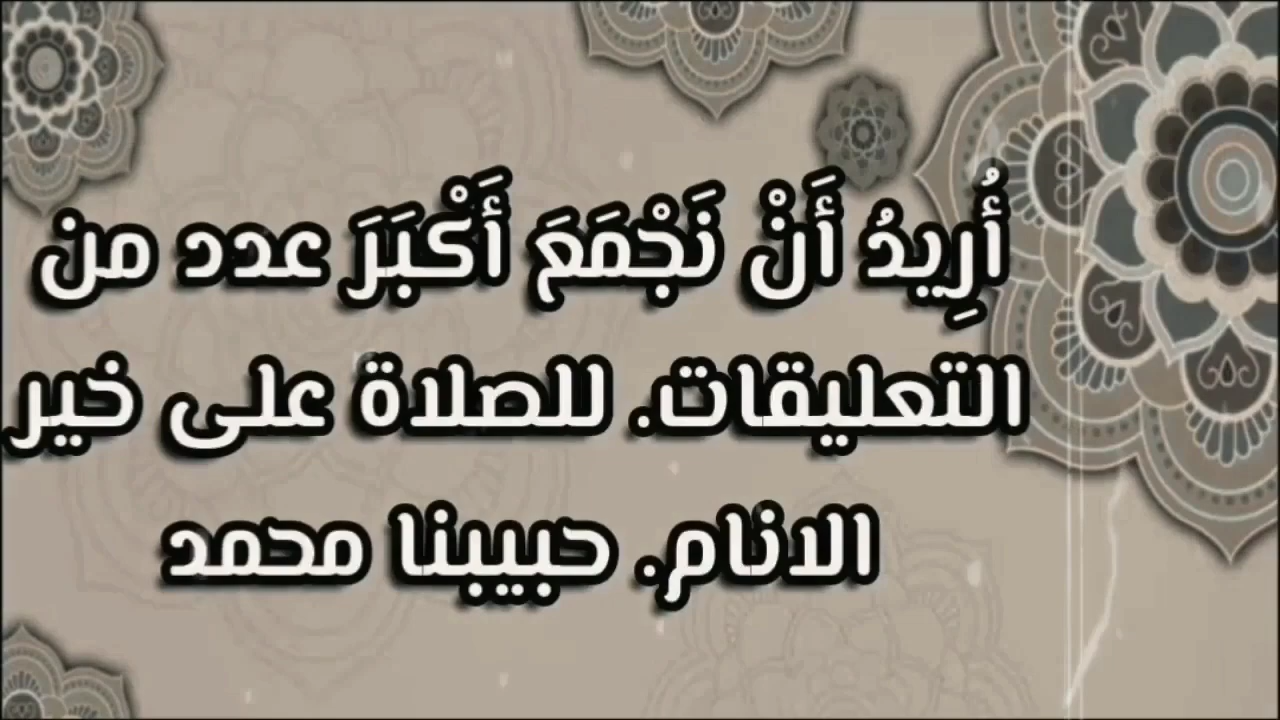 أُرِيدُ أَنْ نَجْمَعَ أَكْبَرَ عدد من
التعليقات. للصلاة على خير
الانام. حبيبنا محمد